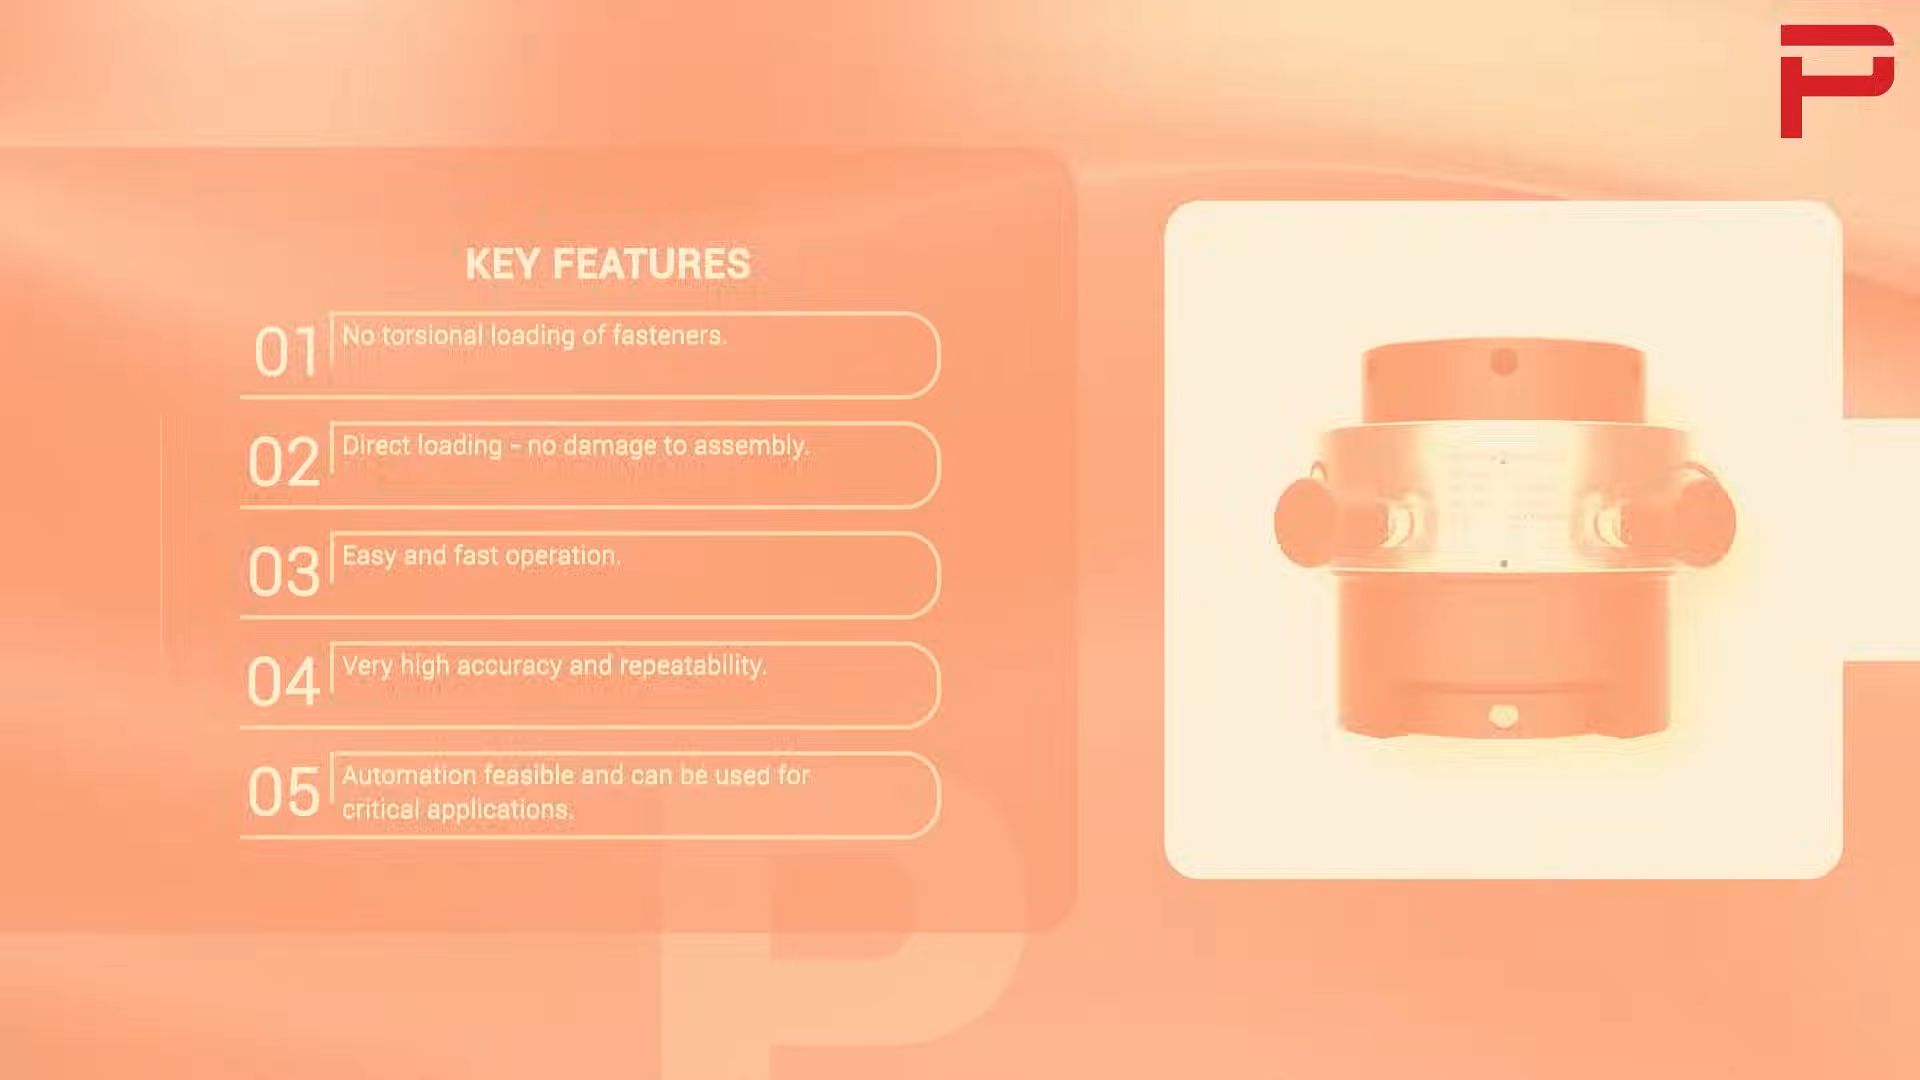 KEY FEATURES
01 No torsional loading of fasteners.
02 Direct loading - no damage to assembly.
03 Easy and fast operation.
04 Very high accuracy and repeatability.
05 Automation feasible and can be used for
critical applications.